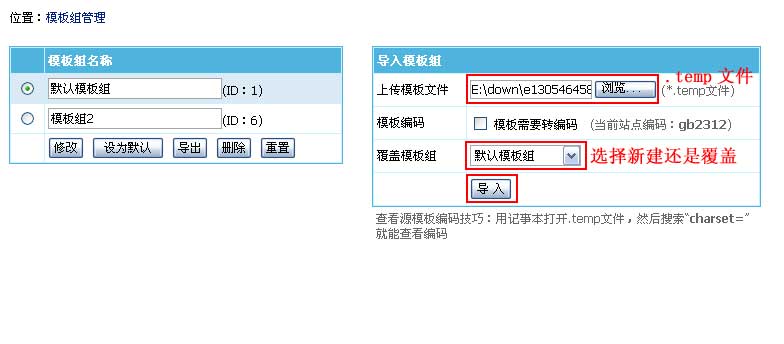 位置：模板组管理
模板组名称
默认模板组 (ID：1)
模板组2 (ID：6)
修改 设为默认 导出 删除 重置
导入模板组
上传模板文件 E:\down\e130546458 浏览... (*.temp文件)
.temp 文件
模板编码 模板需要转编码 (当前站点编码：gb2312)
覆盖模板组 默认模板组 选择新建还是覆盖
导 入
查看源模板编码技巧：用记事本打开.temp文件，然后搜索“charset=”
就能查看编码